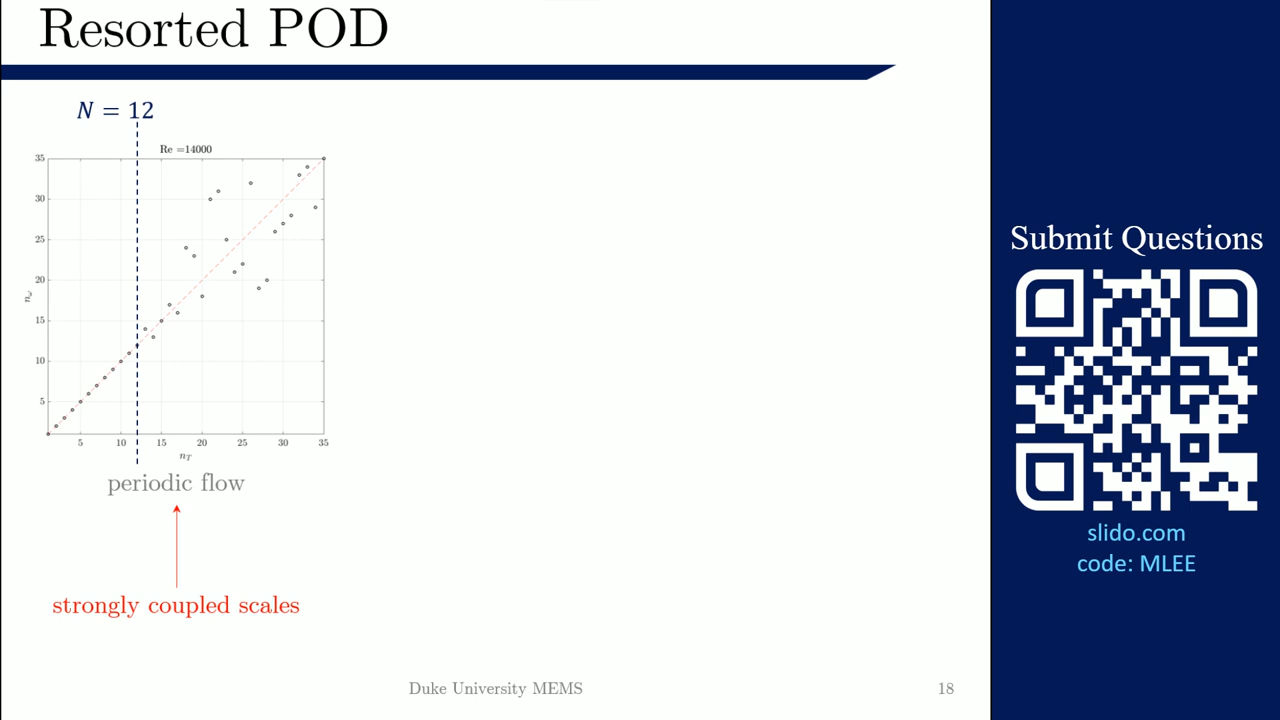 Resorted POD
N = 12
Re =14000
35
30
25
20
15
10
5
n_ω
5 10 15 20 25 30 35
n_T
periodic flow
strongly coupled scales
Duke University MEMS
18
Submit Questions
slido.com
code: MLEE